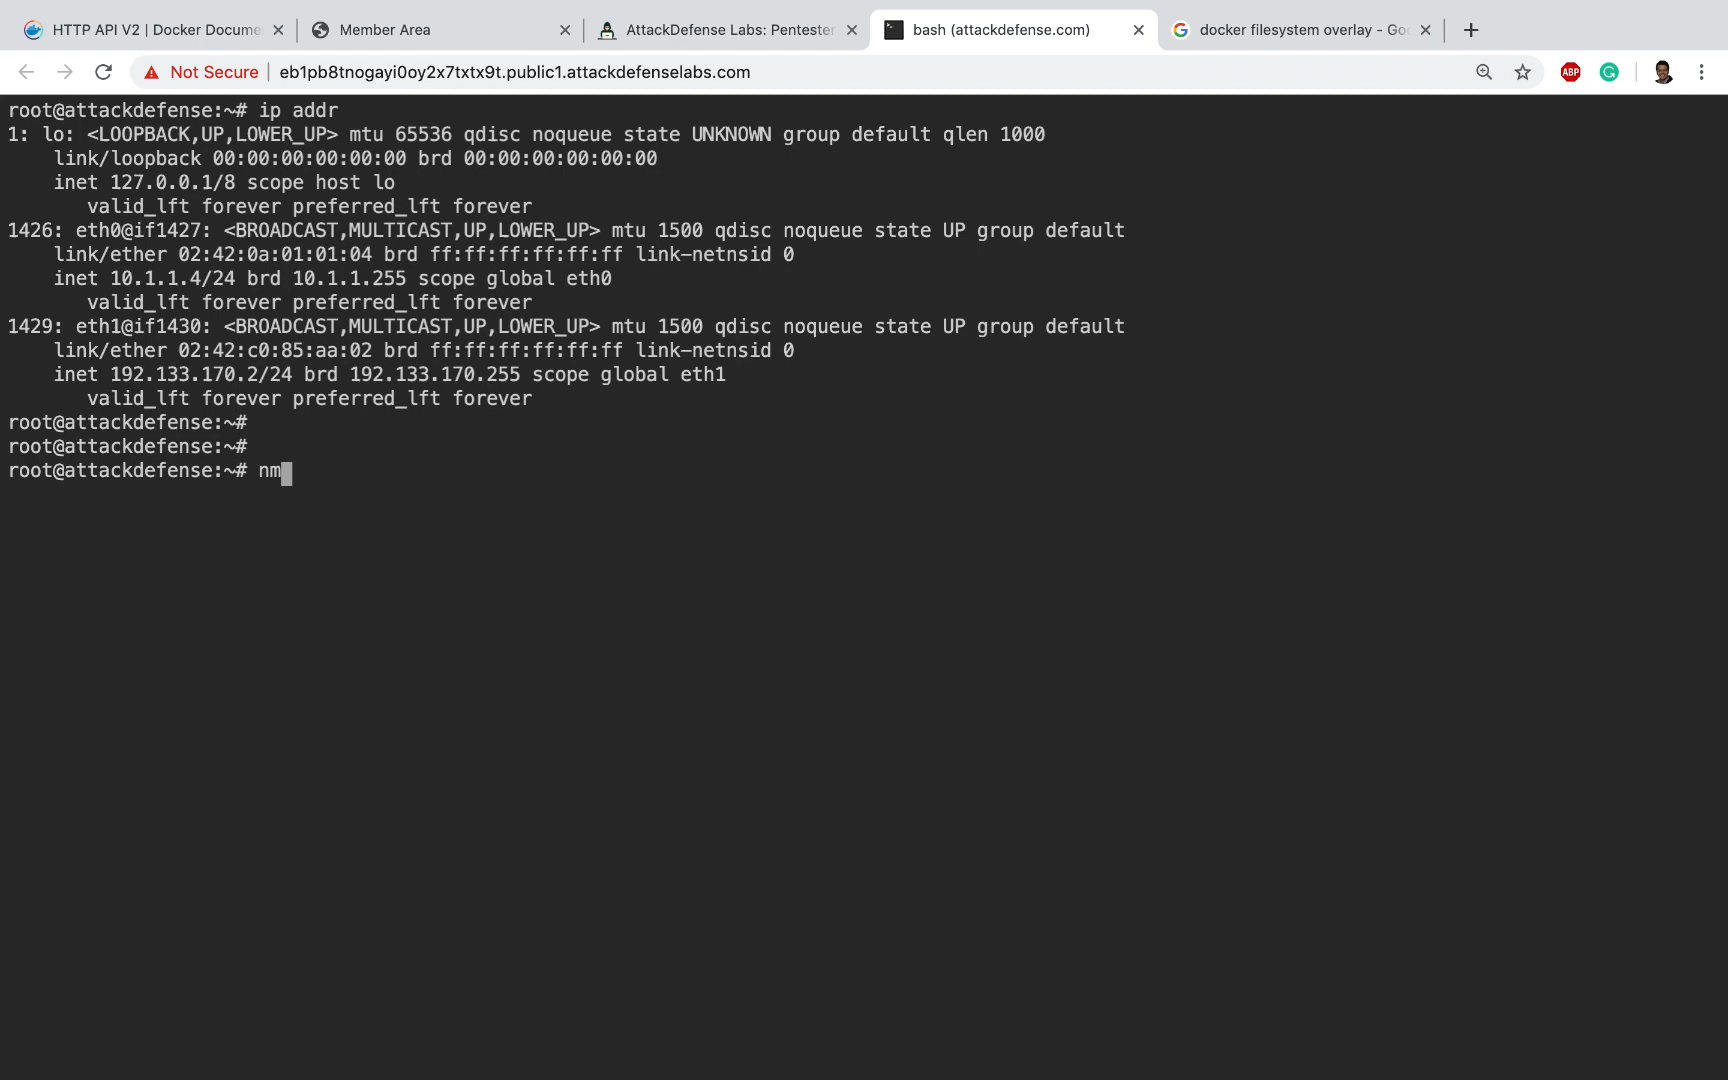 HTTP API V2 | Docker Docume
Member Area
AttackDefense Labs: Pentester
bash (attackdefense.com)
docker filesystem overlay - Goo
Not Secure | eb1pb8tnogayi0oy2x7txtx9t.public1.attackdefenselabs.com
ABP
root@attackdefense:~# ip addr
1: lo: <LOOPBACK,UP,LOWER_UP> mtu 65536 qdisc noqueue state UNKNOWN group default qlen 1000
    link/loopback 00:00:00:00:00:00 brd 00:00:00:00:00:00
    inet 127.0.0.1/8 scope host lo
       valid_lft forever preferred_lft forever
1426: eth0@if1427: <BROADCAST,MULTICAST,UP,LOWER_UP> mtu 1500 qdisc noqueue state UP group default
    link/ether 02:42:0a:01:01:04 brd ff:ff:ff:ff:ff:ff link-netnsid 0
    inet 10.1.1.4/24 brd 10.1.1.255 scope global eth0
       valid_lft forever preferred_lft forever
1429: eth1@if1430: <BROADCAST,MULTICAST,UP,LOWER_UP> mtu 1500 qdisc noqueue state UP group default
    link/ether 02:42:c0:85:aa:02 brd ff:ff:ff:ff:ff:ff link-netnsid 0
    inet 192.133.170.2/24 brd 192.133.170.255 scope global eth1
       valid_lft forever preferred_lft forever
root@attackdefense:~#
root@attackdefense:~#
root@attackdefense:~# nm